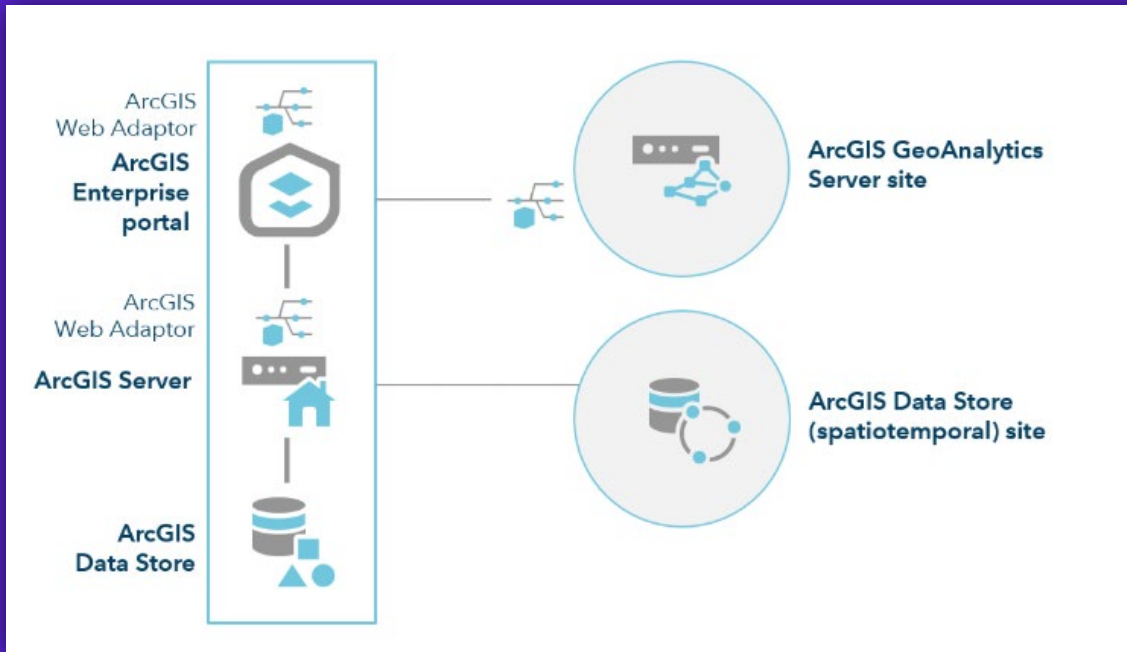 ArcGIS
Web Adaptor
ArcGIS
Enterprise
portal
ArcGIS
Web Adaptor
ArcGIS Server
ArcGIS
Data Store
ArcGIS GeoAnalytics
Server site
ArcGIS Data Store
(spatiotemporal) site